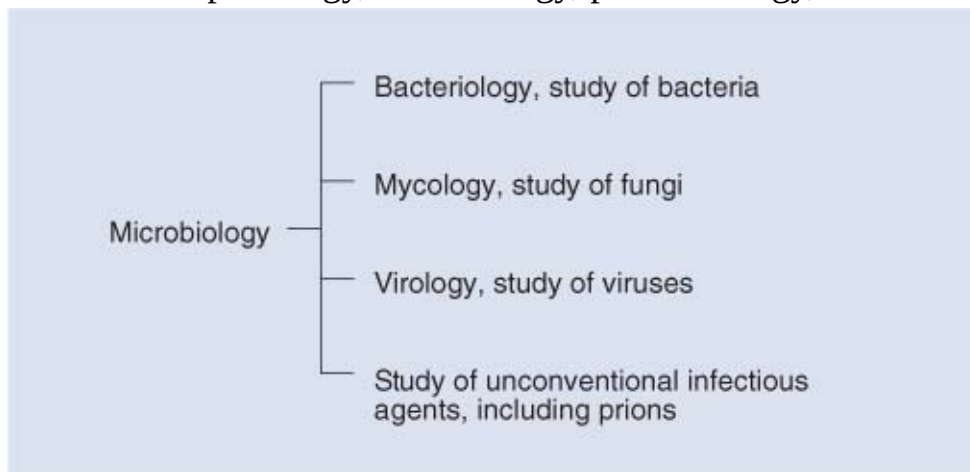 Bacteriology, study of bacteria
Mycology, study of fungi
Microbiology
Virology, study of viruses
Study of unconventional infectious
agents, including prions